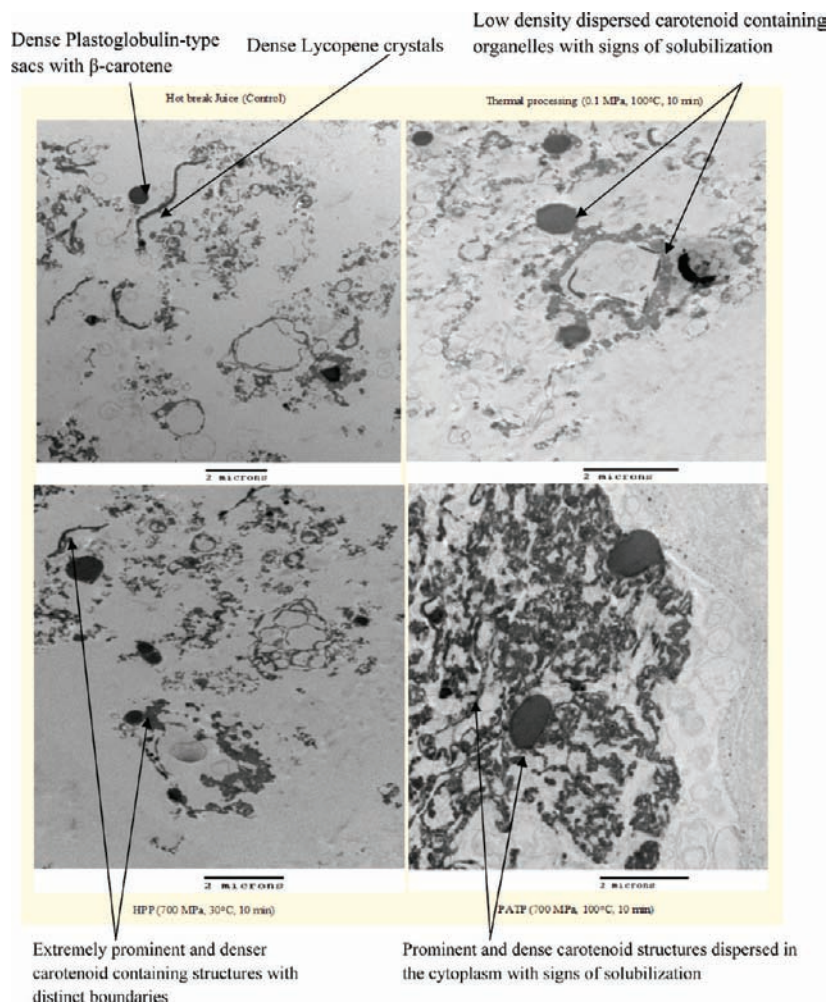 Dense Plastoglobulin-type
sacs with β-carotene
Dense Lycopene crystals
Low density dispersed carotenoid containing
organelles with signs of solubilization
Hot break Juice (Control)
Thermal processing (0.1 MPa, 100ºC, 10 min)
2 microns
2 microns
2 microns
2 microns
HPP (700 MPa, 30ºC, 10 min)
PATP (700 MPa, 100ºC, 10 min)
Extremely prominent and denser
carotenoid containing structures with
distinct boundaries
Prominent and dense carotenoid structures dispersed in
the cytoplasm with signs of solubilization